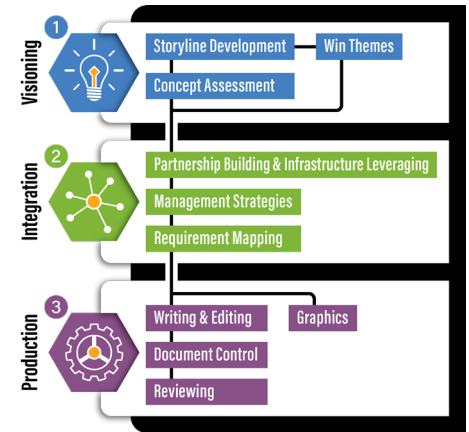 1
Visioning
Storyline Development
Win Themes
Concept Assessment
2
Integration
Partnership Building & Infrastructure Leveraging
Management Strategies
Requirement Mapping
3
Production
Writing & Editing
Graphics
Document Control
Reviewing